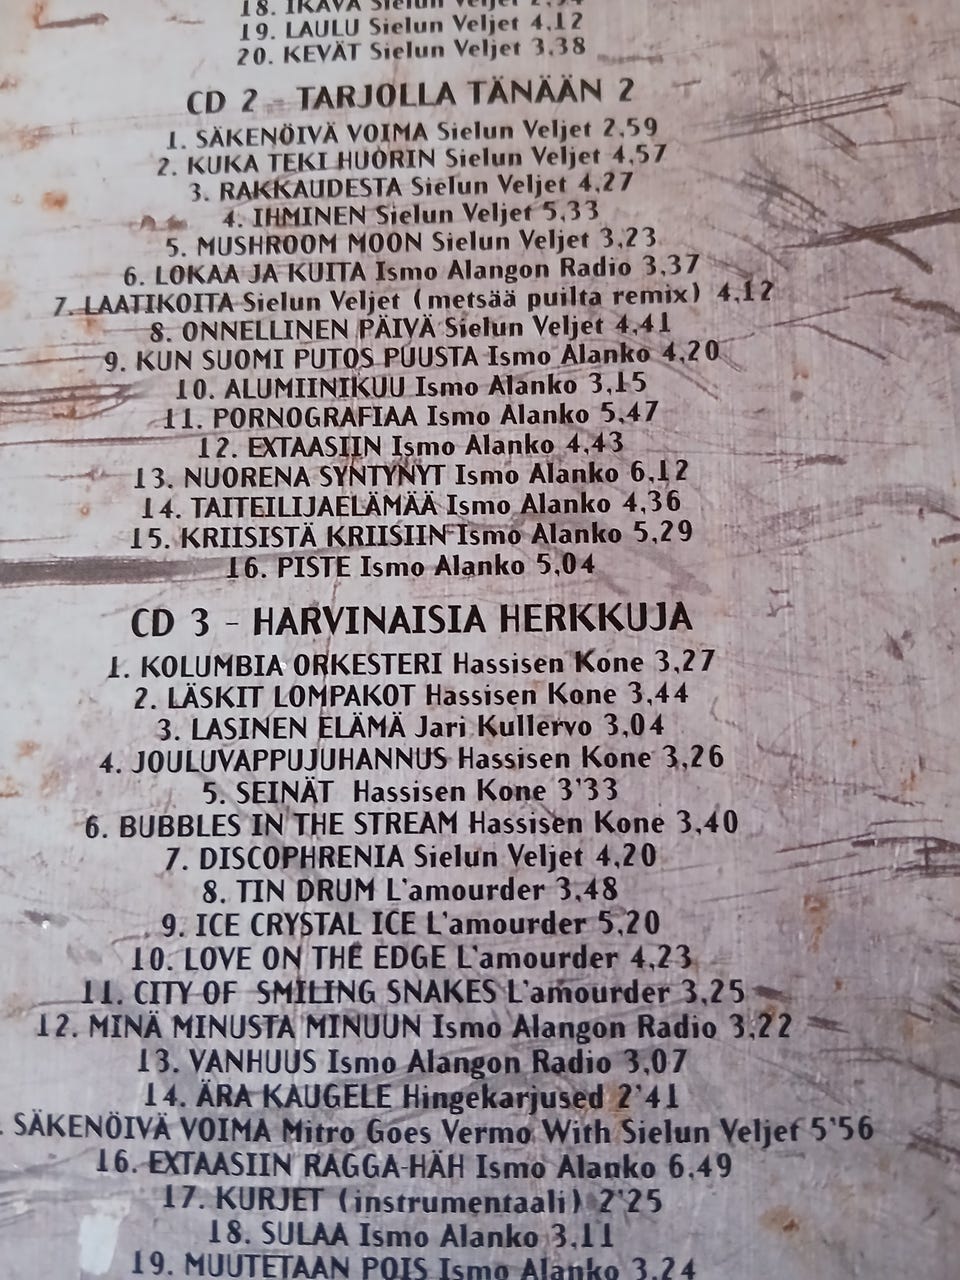 18. IKÄVÄ Sielun Veljet 2,54
19. LAULU Sielun Veljet 4,12
20. KEVÄT Sielun Veljet 3,38
CD 2 - TARJOLLA TÄNÄÄN 2
1. SÄKENÖIVÄ VOIMA Sielun Veljet 2,59
2. KUKA TEKI HUORIN Sielun Veljet 4,57
3. RAKKAUDESTA Sielun Veljet 4,27
4. IHMINEN Sielun Veljet 5,33
5. MUSHROOM MOON Sielun Veljet 3,23
6. LOKAA JA KUITA Ismo Alangon Radio 3,37
7. LAATIKOITA Sielun Veljet (metsää puilta remix) 4,12
8. ONNELLINEN PÄIVÄ Sielun Veljet 4,41
9. KUN SUOMI PUTOS PUUSTA Ismo Alanko 4,20
10. ALUMIINIKUU Ismo Alanko 3,15
11. PORNOGRAFIAA Ismo Alanko 5,47
12. EXTAASIIN Ismo Alanko 4,43
13. NUORENA SYNTYNYT Ismo Alanko 6,12
14. TAITEILIJAELÄMÄÄ Ismo Alanko 4,36
15. KRIISISTÄ KRIISIIN Ismo Alanko 5,29
16. PISTE Ismo Alanko 5,04
CD 3 - HARVINAISIA HERKKUJA
1. KOLUMBIA ORKESTERI Hassisen Kone 3,27
2. LÄSKIT LOMPAKOT Hassisen Kone 3,44
3. LASINEN ELÄMÄ Jari Kullervo 3,04
4. JOULUVAPPUJUHANNUS Hassisen Kone 3,26
5. SEINÄT Hassisen Kone 3'33
6. BUBBLES IN THE STREAM Hassisen Kone 3,40
7. DISCOPHRENIA Sielun Veljet 4,20
8. TIN DRUM L'amourder 3,48
9. ICE CRYSTAL ICE L'amourder 5,20
10. LOVE ON THE EDGE L'amourder 4,23
11. CITY OF SMILING SNAKES L'amourder 3,25
12. MINÄ MINUSTA MINUUN Ismo Alangon Radio 3,22
13. VANHUUS Ismo Alangon Radio 3,07
14. ÄRA KAUGELE Hingekarjused 2'41
. SÄKENÖIVÄ VOIMA Mitro Goes Vermo With Sielun Veljet 5'56
16. EXTAASIIN RAGGA-HÄH Ismo Alanko 6,49
17. KURJET (instrumentaali) 2'25
18. SULAA Ismo Alanko 3,11
19. MUUTETAAN POIS Ismo Alanko 3,24